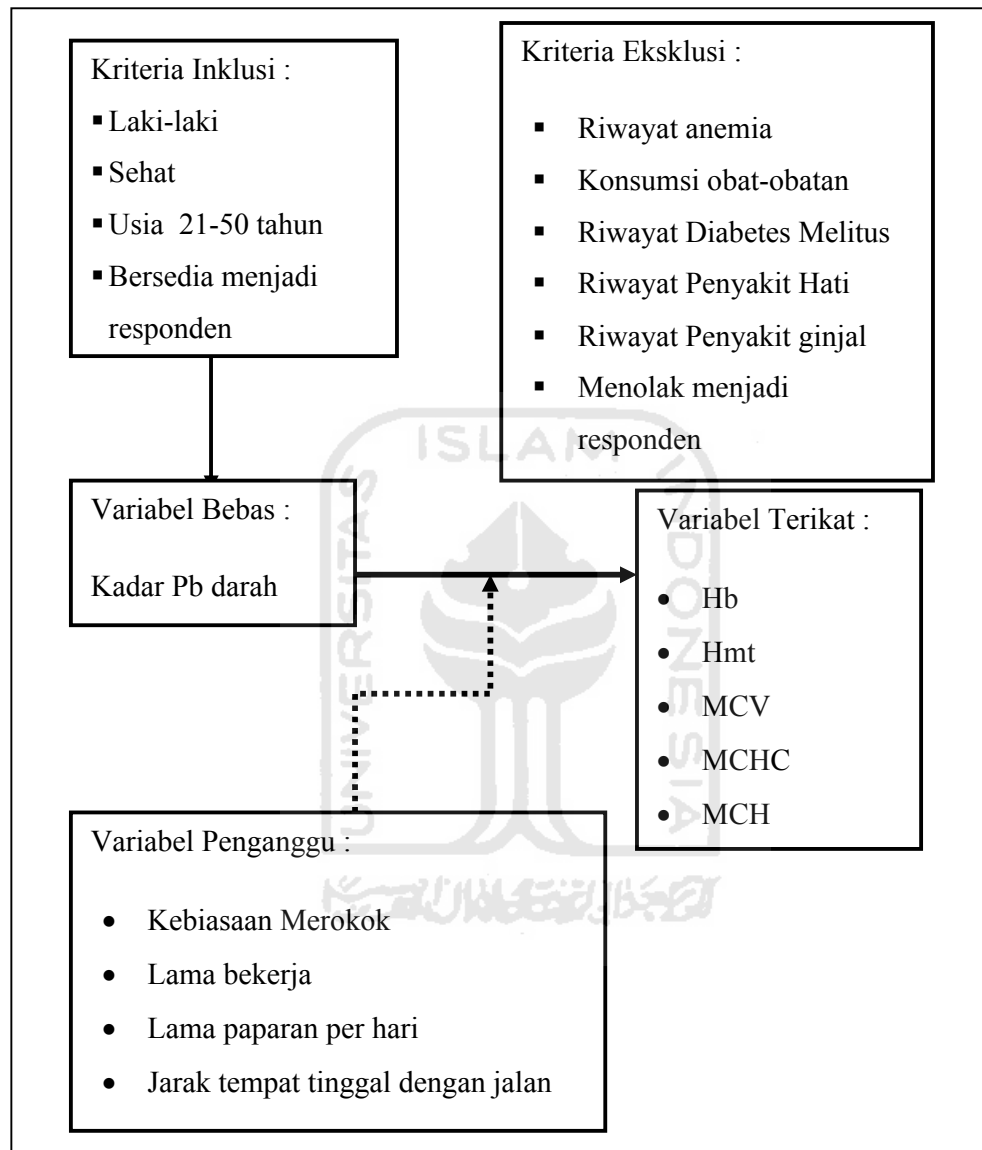 Kriteria Inklusi :
▪ Laki-laki
▪ Sehat
▪ Usia 21-50 tahun
▪ Bersedia menjadi
responden
Kriteria Eksklusi :
▪ Riwayat anemia
▪ Konsumsi obat-obatan
▪ Riwayat Diabetes Melitus
▪ Riwayat Penyakit Hati
▪ Riwayat Penyakit ginjal
▪ Menolak menjadi
responden
Variabel Bebas :
Kadar Pb darah
Variabel Terikat :
• Hb
• Hmt
• MCV
• MCHC
• MCH
Variabel Penganggu :
• Kebiasaan Merokok
• Lama bekerja
• Lama paparan per hari
• Jarak tempat tinggal dengan jalan
UNIVERSITAS
ISLAM
INDONESIA